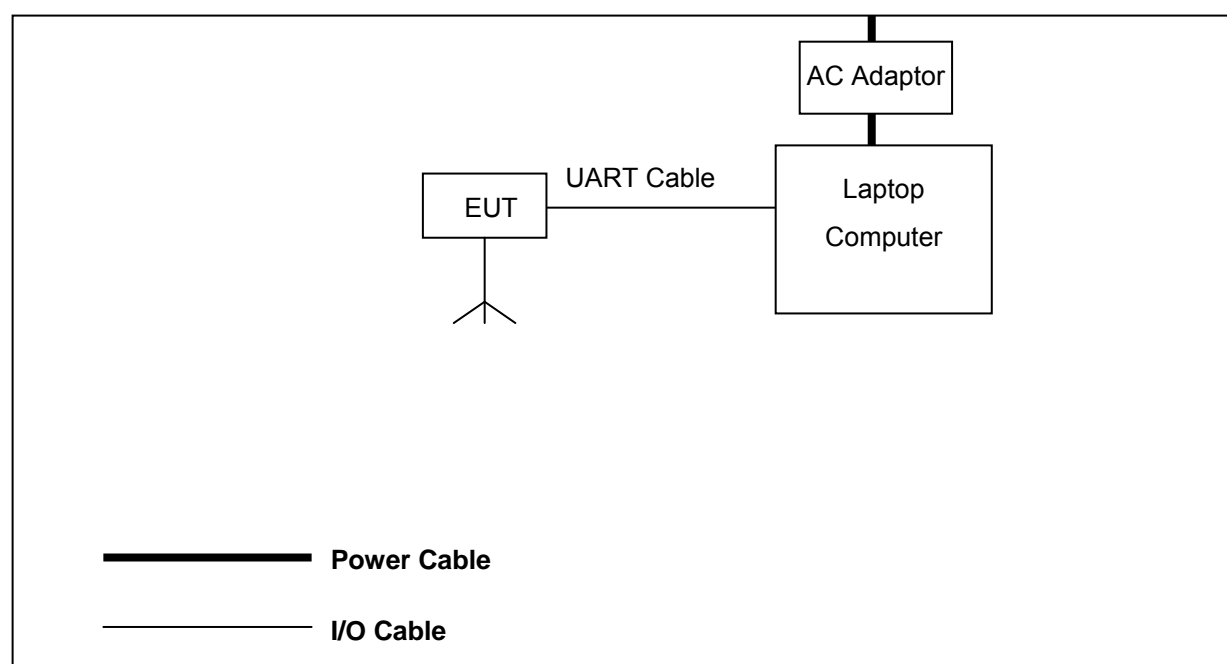 AC Adaptor
UART Cable
EUT
Laptop
Computer
Power Cable
I/O Cable